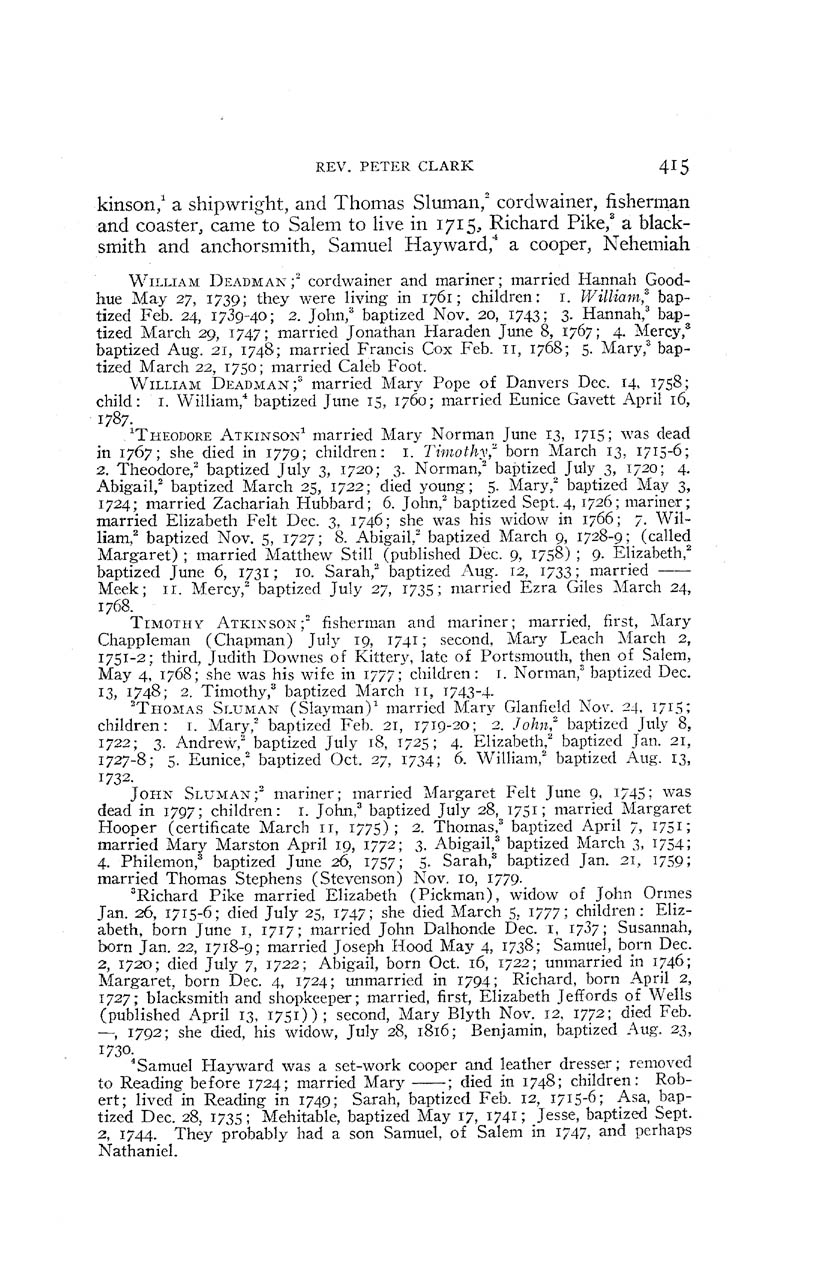 REV. PETER CLARK 415
kinson,¹ a shipwright, and Thomas Sluman,² cordwainer, fisherman
and coaster, came to Salem to live in 1715, Richard Pike,³ a black-
smith and anchorsmith, Samuel Hayward,⁴ a cooper, Nehemiah
WILLIAM DEADMAN;² cordwainer and mariner; married Hannah Good-
hue May 27, 1739; they were living in 1761; children: 1. William,³ bap-
tized Feb. 24, 1739-40; 2. John,³ baptized Nov. 20, 1743; 3. Hannah,³ bap-
tized March 29, 1747; married Jonathan Haraden June 8, 1767; 4. Mercy,³
baptized Aug. 21, 1748; married Francis Cox Feb. 11, 1768; 5. Mary,³ bap-
tized March 22, 1750; married Caleb Foot.
WILLIAM DEADMAN;³ married Mary Pope of Danvers Dec. 14, 1758;
child: 1. William,⁴ baptized June 15, 1760; married Eunice Gavett April 16,
1787.
¹THEODORE ATKINSON¹ married Mary Norman June 13, 1715; was dead
in 1767; she died in 1779; children: 1. Timothy,² born March 13, 1715-6;
2. Theodore,² baptized July 3, 1720; 3. Norman,² baptized July 3, 1720; 4.
Abigail,² baptized March 25, 1722; died young; 5. Mary,² baptized May 3,
1724; married Zachariah Hubbard; 6. John,² baptized Sept. 4, 1726; mariner;
married Elizabeth Felt Dec. 3, 1746; she was his widow in 1766; 7. Wil-
liam,² baptized Nov. 5, 1727; 8. Abigail,² baptized March 9, 1728-9; (called
Margaret); married Matthew Still (published Dec. 9, 1758); 9. Elizabeth,²
baptized June 6, 1731; 10. Sarah,² baptized Aug. 12, 1733; married ——
Meek; 11. Mercy,² baptized July 27, 1735; married Ezra Giles March 24,
1768.
TIMOTHY ATKINSON;² fisherman and mariner; married, first, Mary
Chappleman (Chapman) July 19, 1741; second, Mary Leach March 2,
1751-2; third, Judith Downes of Kittery, late of Portsmouth, then of Salem,
May 4, 1768; she was his wife in 1777; children: 1. Norman,³ baptized Dec.
13, 1748; 2. Timothy,³ baptized March 11, 1743-4.
²THOMAS SLUMAN (Slayman)¹ married Mary Glanfield Nov. 24, 1715;
children: 1. Mary,² baptized Feb. 21, 1719-20; 2. John,² baptized July 8,
1722; 3. Andrew,² baptized July 18, 1725; 4. Elizabeth,² baptized Jan. 21,
1727-8; 5. Eunice,² baptized Oct. 27, 1734; 6. William,² baptized Aug. 13,
1732.
JOHN SLUMAN;² mariner; married Margaret Felt June 9, 1745; was
dead in 1797; children: 1. John,³ baptized July 28, 1751; married Margaret
Hooper (certificate March 11, 1775); 2. Thomas,³ baptized April 7, 1751;
married Mary Marston April 19, 1772; 3. Abigail,³ baptized March 3, 1754;
4. Philemon,³ baptized June 26, 1757; 5. Sarah,³ baptized Jan. 21, 1759;
married Thomas Stephens (Stevenson) Nov. 10, 1779.
³Richard Pike married Elizabeth (Pickman), widow of John Ormes
Jan. 26, 1715-6; died July 25, 1747; she died March 5, 1777; children: Eliz-
abeth, born June 1, 1717; married John Dalhonde Dec. 1, 1737; Susannah,
born Jan. 22, 1718-9; married Joseph Hood May 4, 1738; Samuel, born Dec.
2, 1720; died July 7, 1722; Abigail, born Oct. 16, 1722; unmarried in 1746;
Margaret, born Dec. 4, 1724; unmarried in 1794; Richard, born April 2,
1727; blacksmith and shopkeeper; married, first, Elizabeth Jeffords of Wells
(published April 13, 1751)); second, Mary Blyth Nov. 12, 1772; died Feb.
—, 1792; she died, his widow, July 28, 1816; Benjamin, baptized Aug. 23,
1730.
⁴Samuel Hayward was a set-work cooper and leather dresser; removed
to Reading before 1724; married Mary ——; died in 1748; children: Rob-
ert; lived in Reading in 1749; Sarah, baptized Feb. 12, 1715-6; Asa, bap-
tized Dec. 28, 1735; Mehitable, baptized May 17, 1741; Jesse, baptized Sept.
2, 1744. They probably had a son Samuel, of Salem in 1747, and perhaps
Nathaniel.